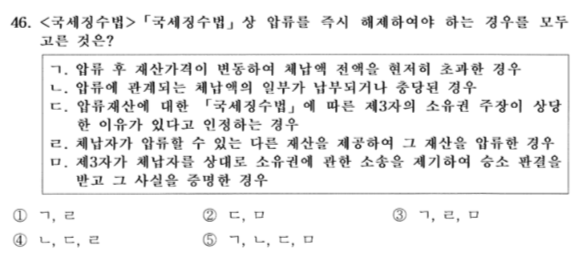 46. <국세징수법>「국세징수법」상 압류를 즉시 해제하여야 하는 경우를 모두
고른 것은?
ㄱ. 압류 후 재산가격이 변동하여 체납액 전액을 현저히 초과한 경우
ㄴ. 압류에 관계되는 체납액의 일부가 납부되거나 충당된 경우
ㄷ. 압류재산에 대한 「국세징수법」에 따른 제3자의 소유권 주장이 상당
한 이유가 있다고 인정하는 경우
ㄹ. 체납자가 압류할 수 있는 다른 재산을 제공하여 그 재산을 압류한 경우
ㅁ. 제3자가 체납자를 상대로 소유권에 관한 소송을 제기하여 승소 판결을
받고 그 사실을 증명한 경우
① ㄱ, ㄹ ② ㄷ, ㅁ ③ ㄱ, ㄹ, ㅁ
④ ㄴ, ㄷ, ㄹ ⑤ ㄱ, ㄴ, ㄷ, ㅁ